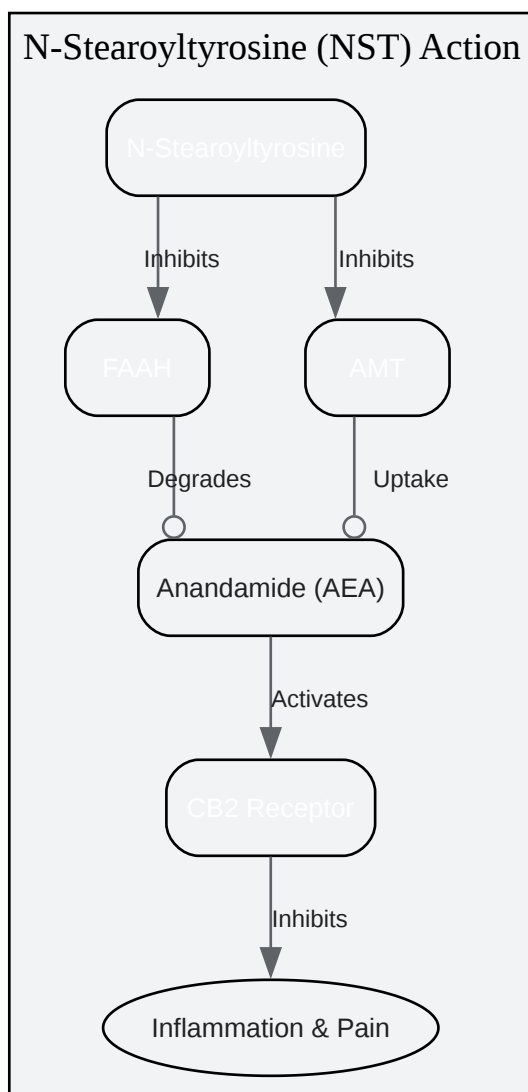 N-Stearoyltyrosine (NST) Action
N-Stearoyltyrosine
Inhibits
Inhibits
FAAH
AMT
Degrades
Uptake
Anandamide (AEA)
Activates
CB2 Receptor
Inhibits
Inflammation & Pain